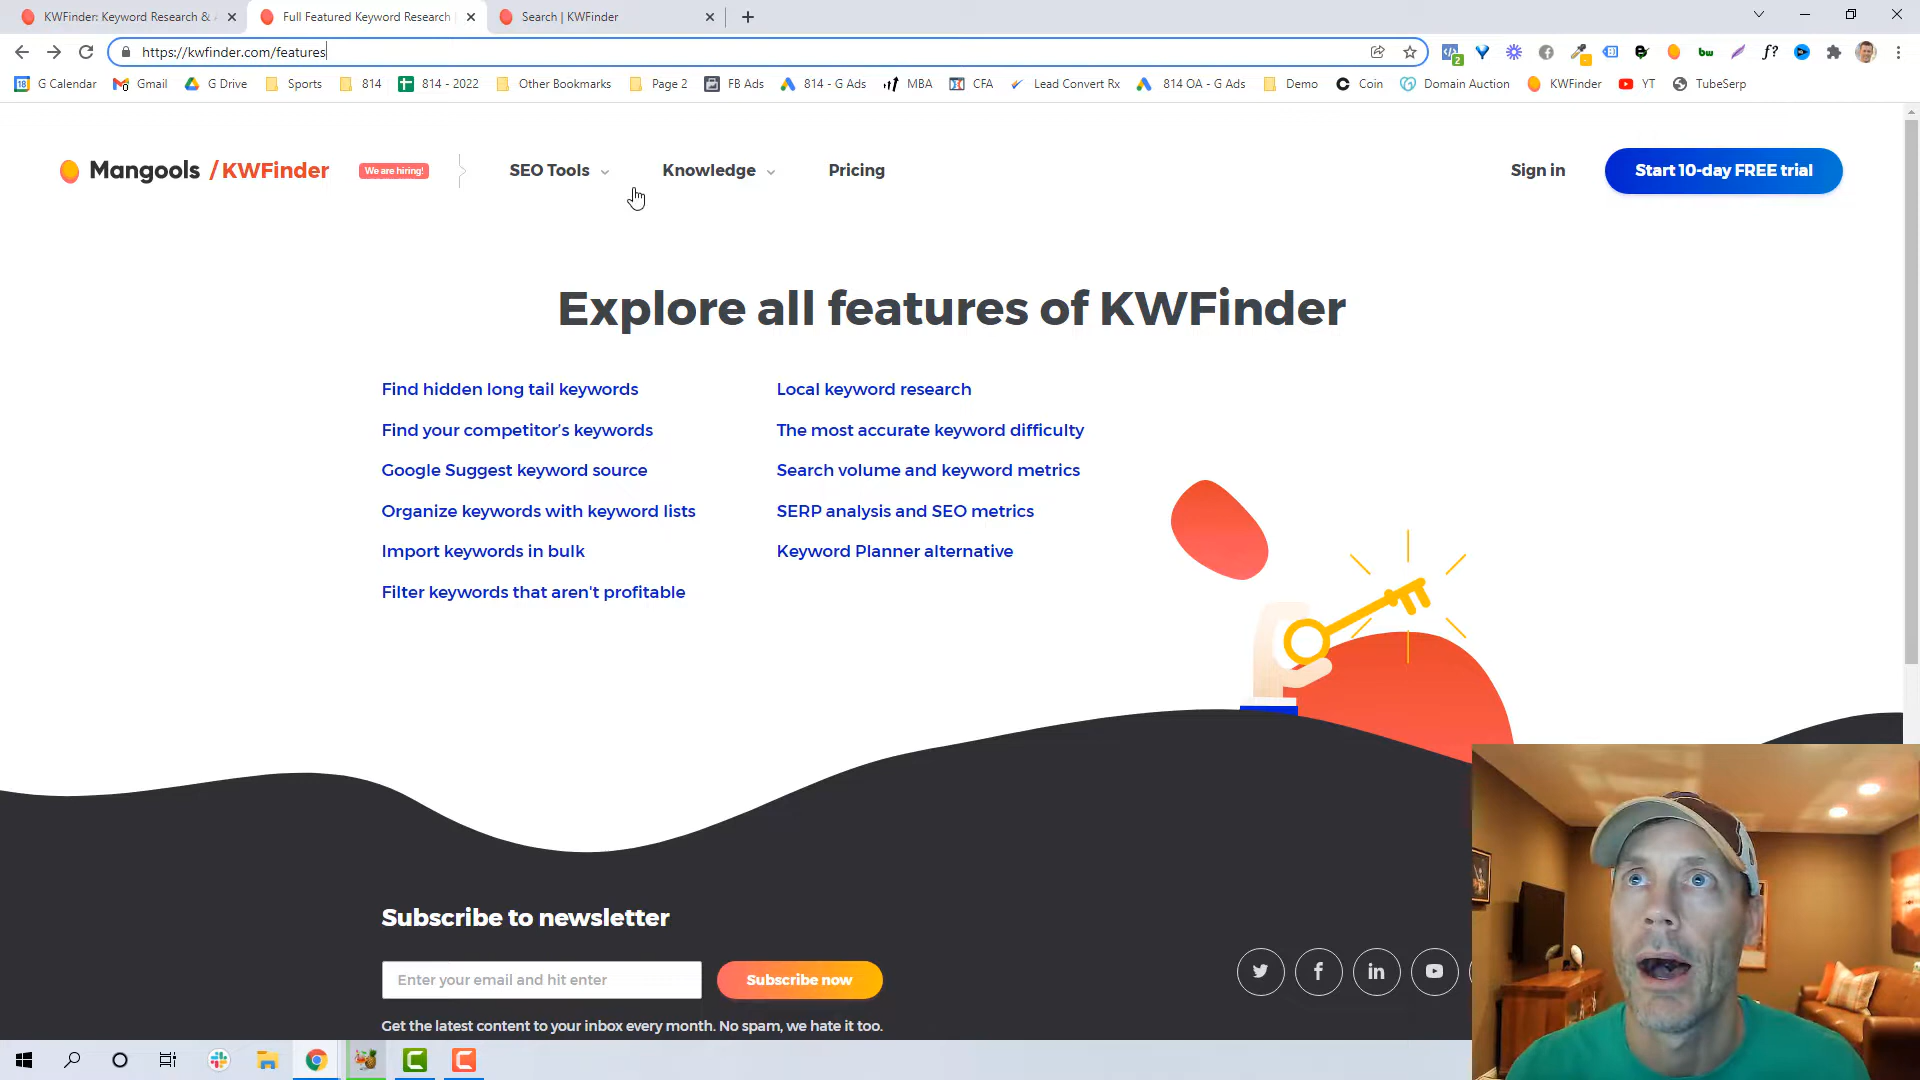 KWFinder: Keyword Research &
Full Featured Keyword Research
Search | KWFinder
https://kwfinder.com/features
G Calendar
Gmail
G Drive
Sports
814
814 - 2022
Other Bookmarks
Page 2
FB Ads
814 - G Ads
MBA
CFA
Lead Convert Rx
814 OA - G Ads
Demo
Coin
Domain Auction
KWFinder
YT
TubeSerp
Mangools / KWFinder
We are hiring!
SEO Tools
Knowledge
Pricing
Sign in
Start 10-day FREE trial
Explore all features of KWFinder
Find hidden long tail keywords
Find your competitor's keywords
Google Suggest keyword source
Organize keywords with keyword lists
Import keywords in bulk
Filter keywords that aren't profitable
Local keyword research
The most accurate keyword difficulty
Search volume and keyword metrics
SERP analysis and SEO metrics
Keyword Planner alternative
Subscribe to newsletter
Enter your email and hit enter
Subscribe now
Get the latest content to your inbox every month. No spam, we hate it too.